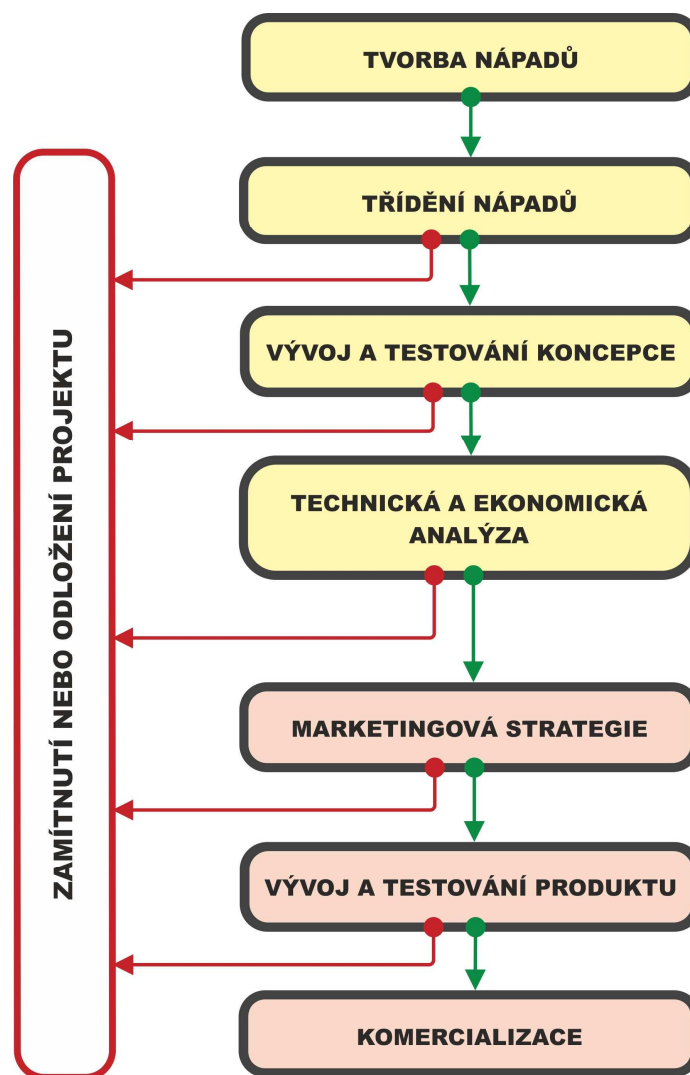 TVORBA NÁPADŮ
TŘÍDĚNÍ NÁPADŮ
VÝVOJ A TESTOVÁNÍ KONCEPCE
TECHNICKÁ A EKONOMICKÁ
ANALÝZA
MARKETINGOVÁ STRATEGIE
VÝVOJ A TESTOVÁNÍ PRODUKTU
KOMERCIALIZACE
ZAMÍTNUTÍ NEBO ODLOŽENÍ PROJEKTU